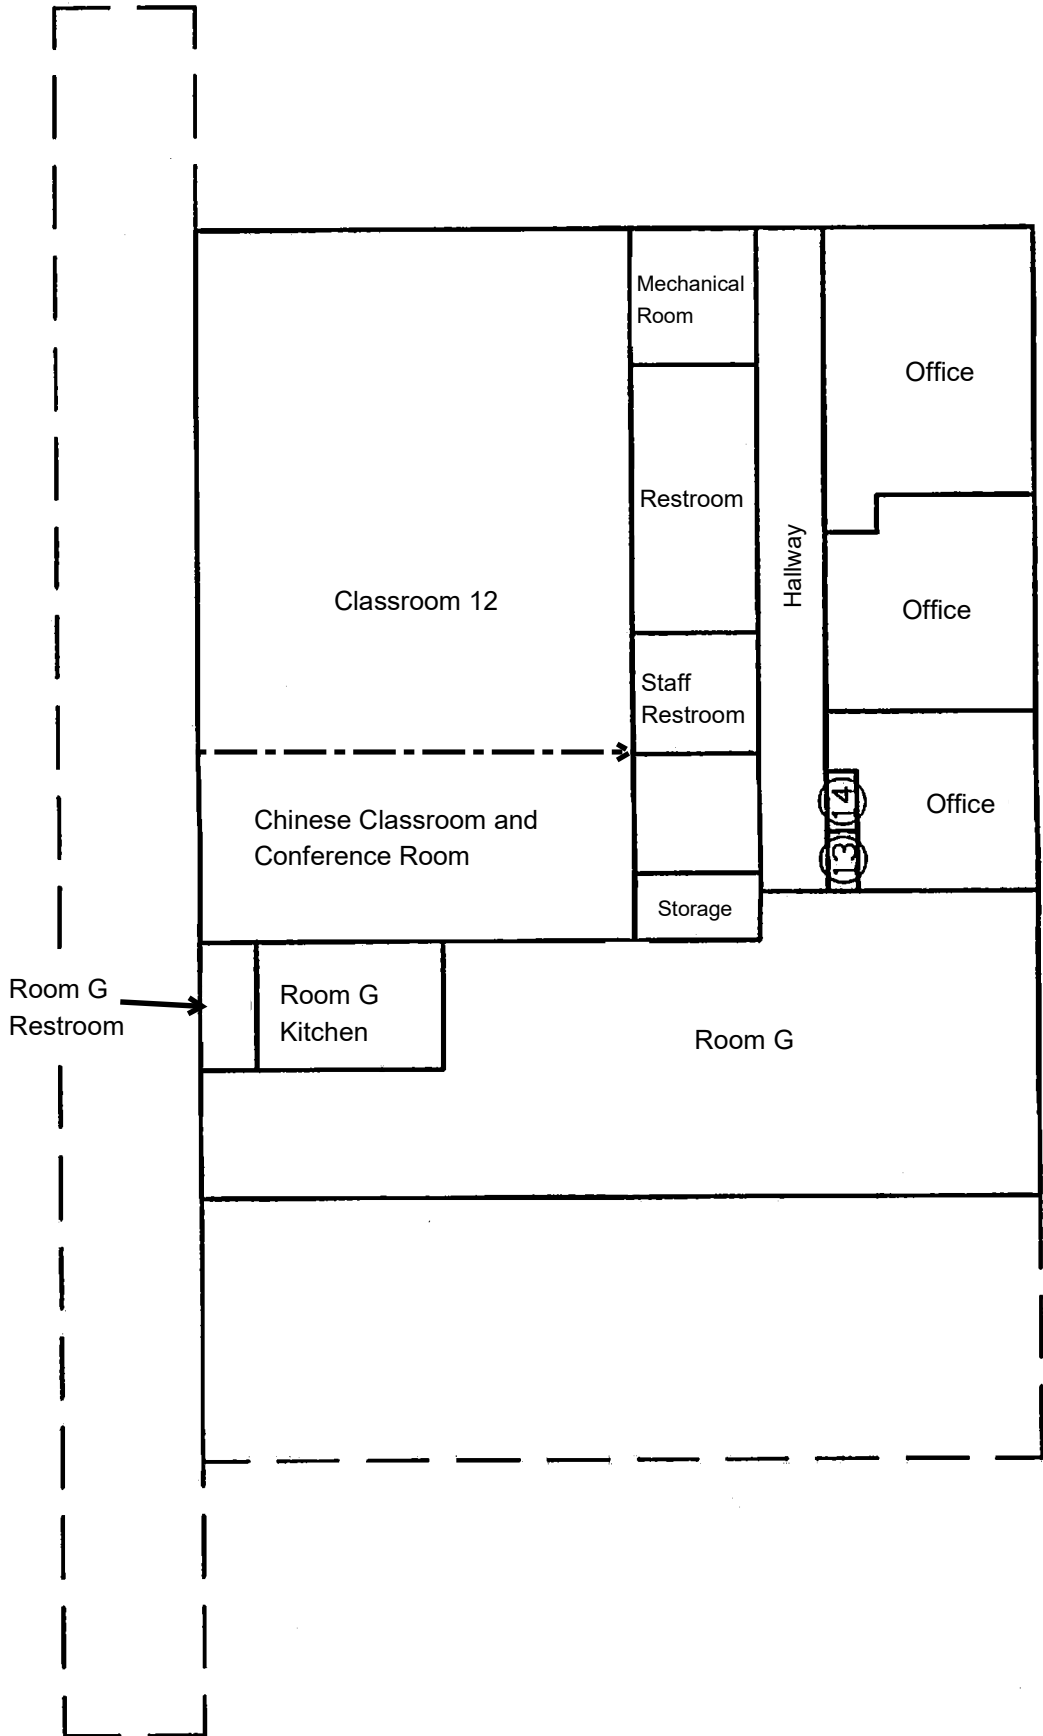 Mechanical
Room
Office
Restroom
Hallway
Classroom 12
Office
Staff
Restroom
14
Office
Chinese Classroom and
Conference Room
13
Storage
Room G
Restroom
Room G
Kitchen
Room G